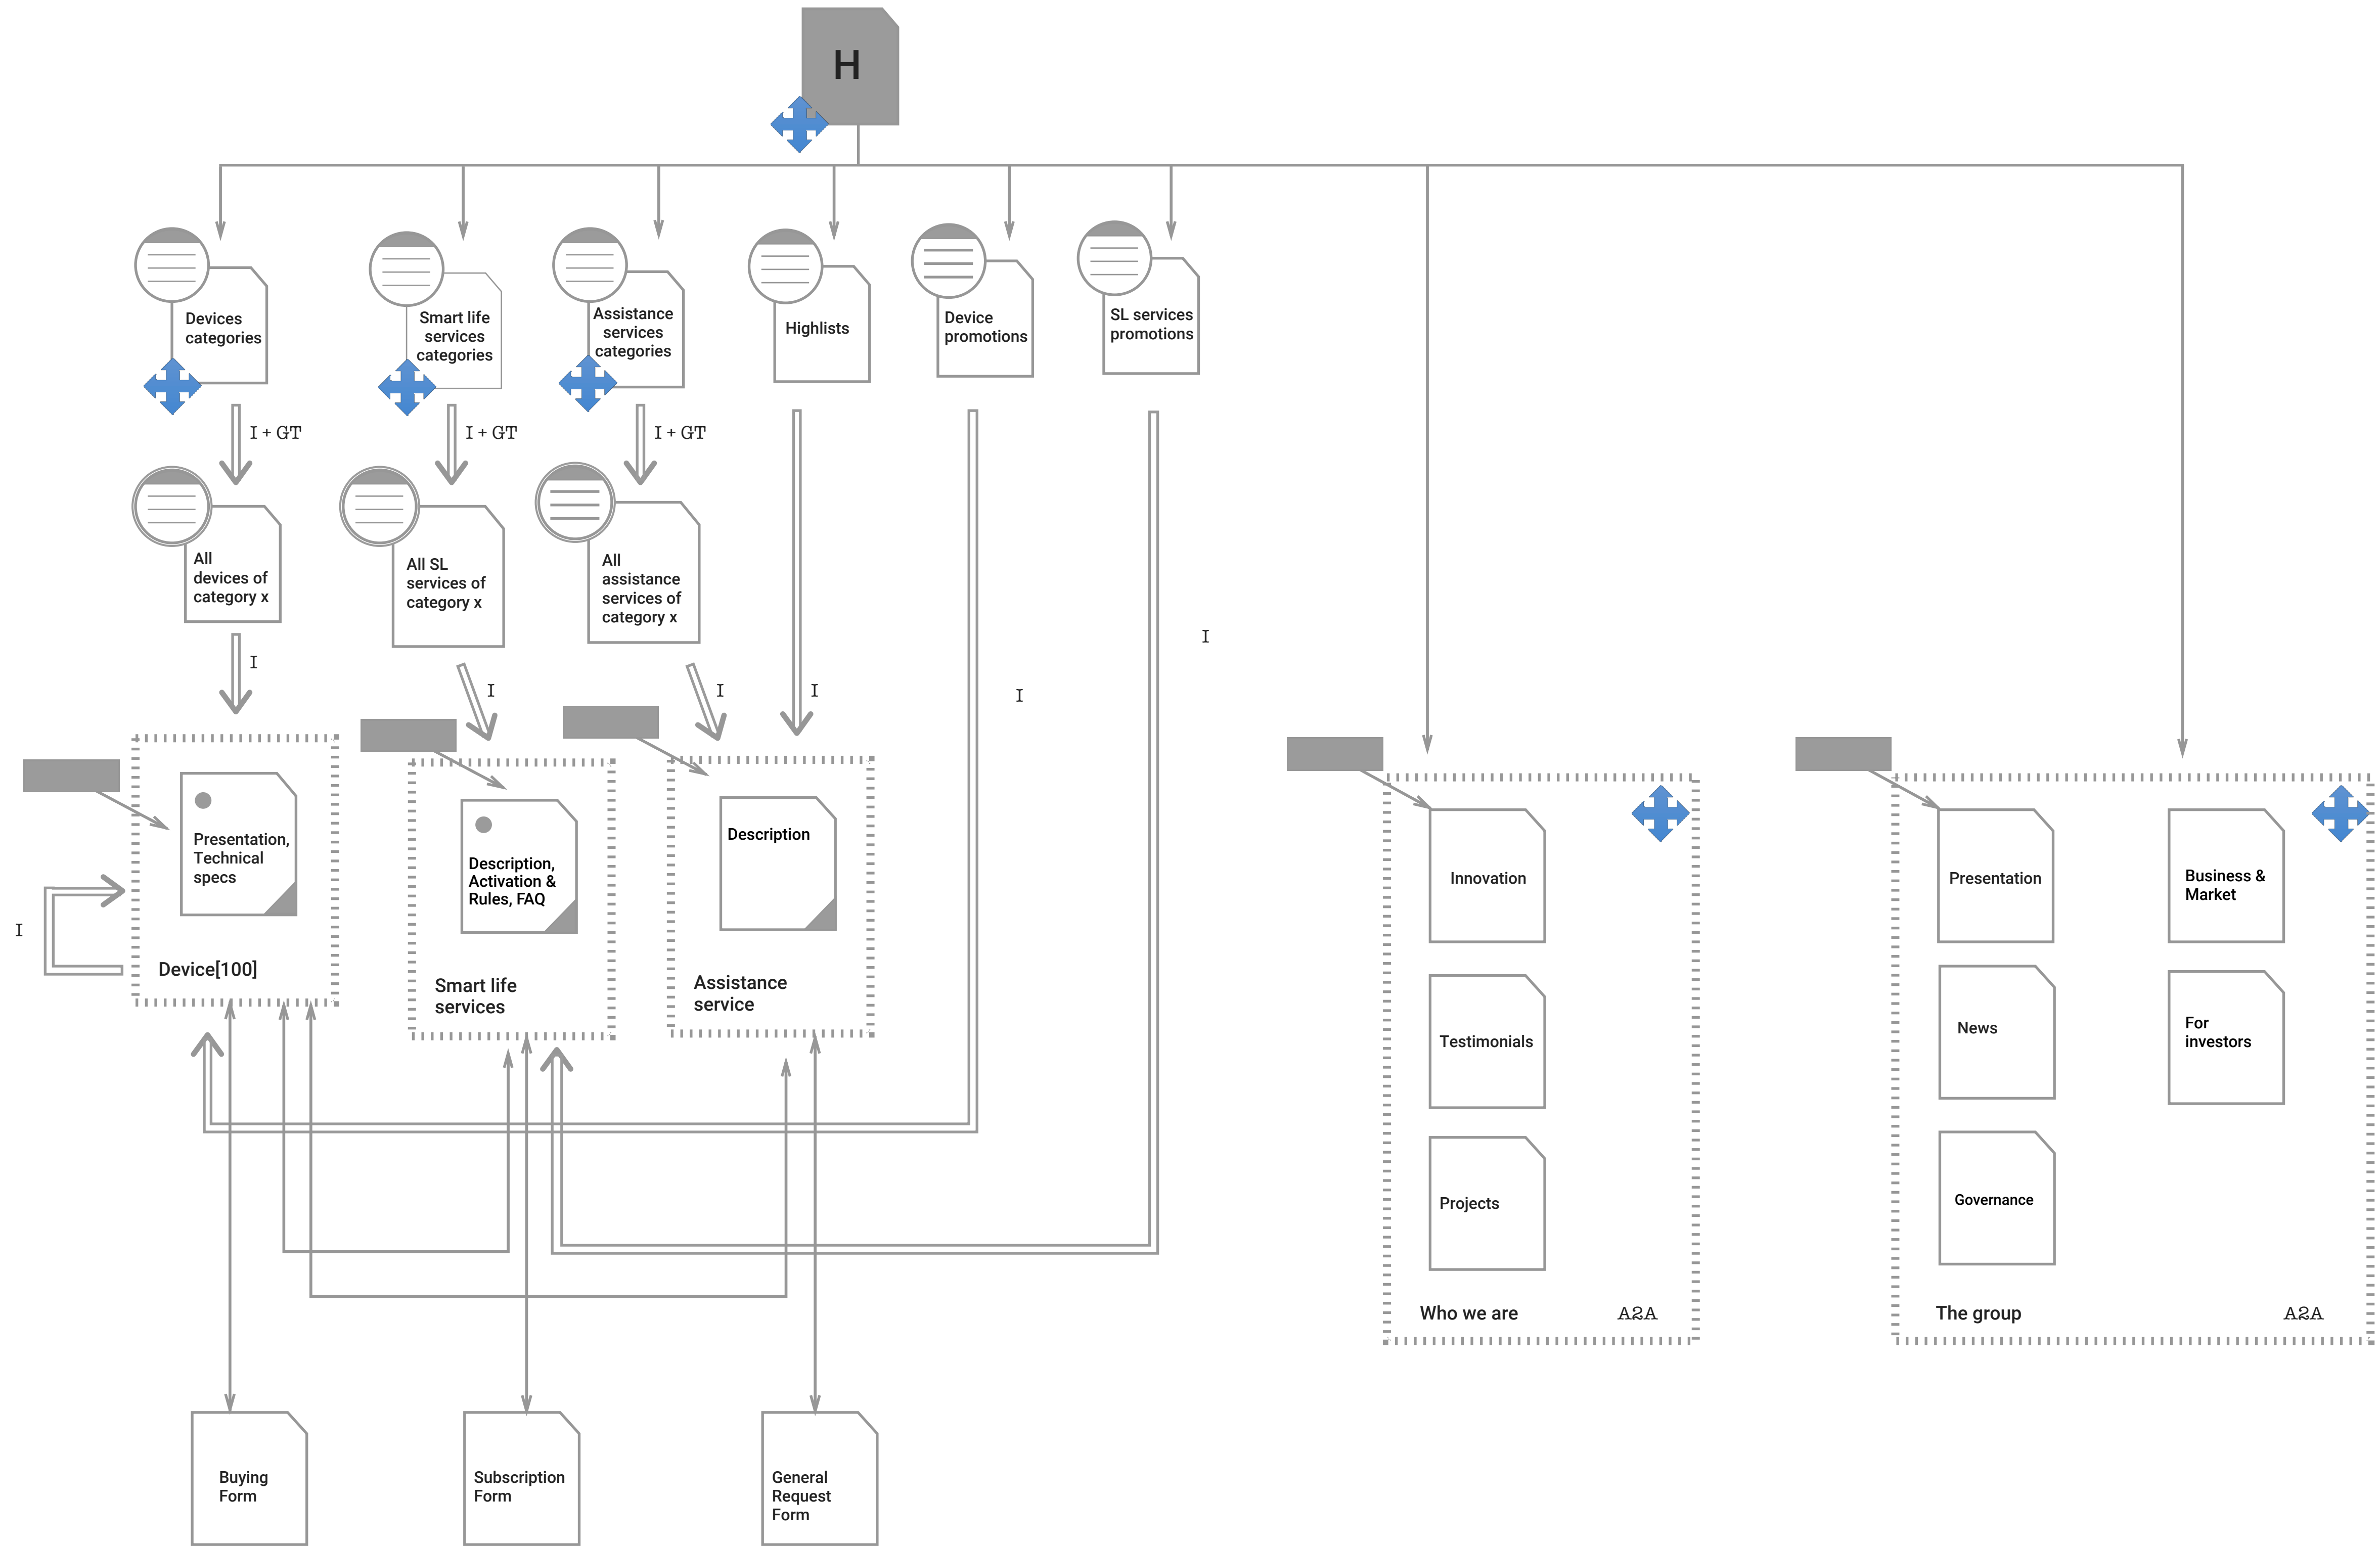 H
Devices
categories
Smart life
services
categories
Assistance
services
categories
Highlists
Device
promotions
SL services
promotions
I + GT
I + GT
I + GT
All
devices of
category x
All SL
services of
category x
All
assistance
services of
category x
I
I
I
I
I
I
Presentation,
Technical
specs
Device[100]
I
Description,
Activation &
Rules, FAQ
Smart life
services
Description
Assistance
service
Innovation
Testimonials
Projects
Who we are
A2A
Presentation
Business &
Market
News
For
investors
Governance
The group
A2A
Buying
Form
Subscription
Form
General
Request
Form